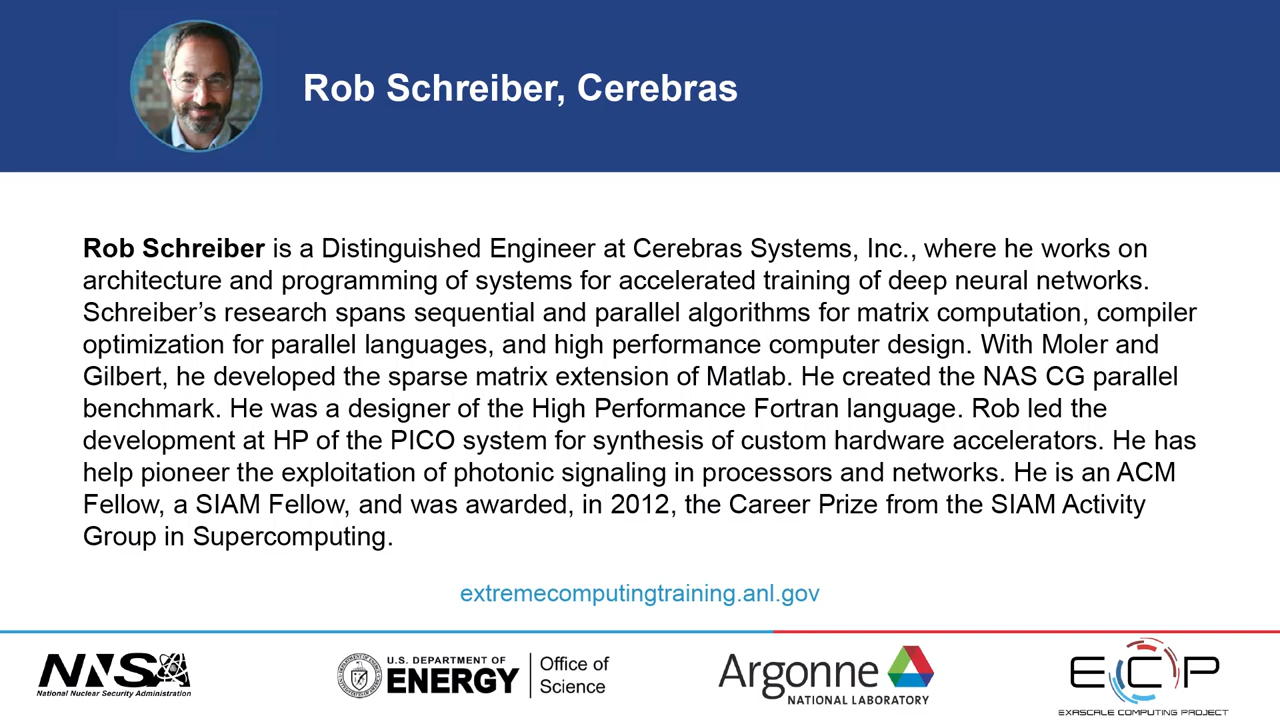 Rob Schreiber, Cerebras
Rob Schreiber is a Distinguished Engineer at Cerebras Systems, Inc., where he works on
architecture and programming of systems for accelerated training of deep neural networks.
Schreiber’s research spans sequential and parallel algorithms for matrix computation, compiler
optimization for parallel languages, and high performance computer design. With Moler and
Gilbert, he developed the sparse matrix extension of Matlab. He created the NAS CG parallel
benchmark. He was a designer of the High Performance Fortran language. Rob led the
development at HP of the PICO system for synthesis of custom hardware accelerators. He has
help pioneer the exploitation of photonic signaling in processors and networks. He is an ACM
Fellow, a SIAM Fellow, and was awarded, in 2012, the Career Prize from the SIAM Activity
Group in Supercomputing.
extremecomputingtraining.anl.gov
NNSA
National Nuclear Security Administration
U.S. DEPARTMENT OF
ENERGY
Office of
Science
Argonne
NATIONAL LABORATORY
ECP
EXASCALE COMPUTING PROJECT